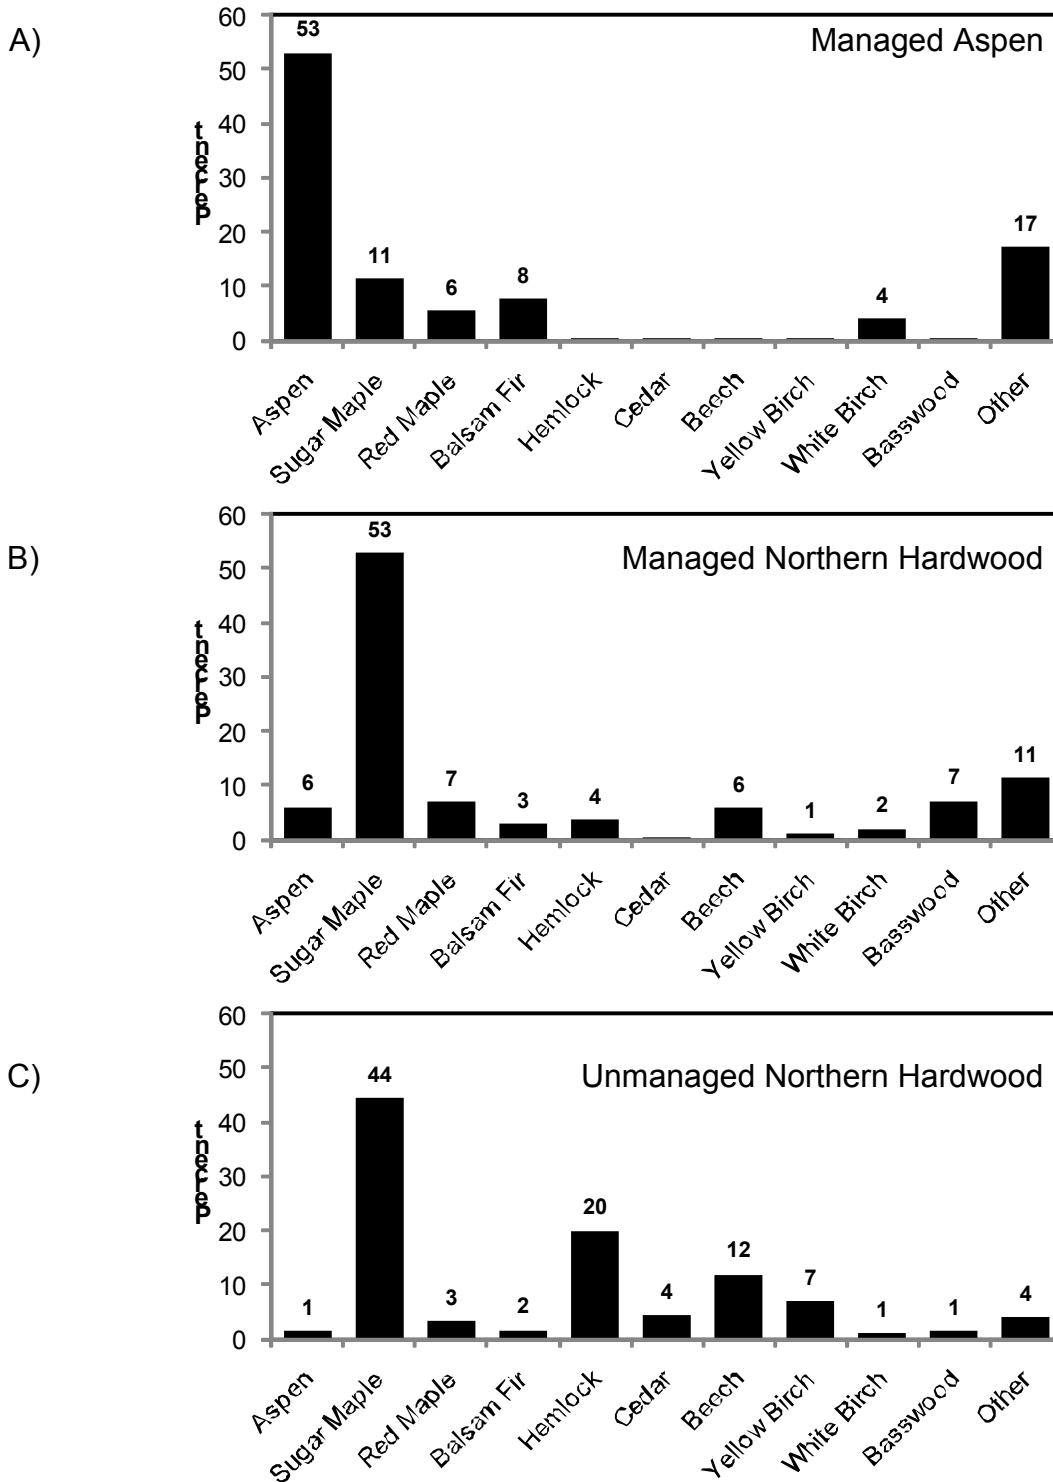 A)
Managed Aspen
Percent
60
50
40
30
20
10
0
53
11
6
8
4
17
Aspen
Sugar Maple
Red Maple
Balsam Fir
Hemlock
Cedar
Beech
Yellow Birch
White Birch
Basswood
Other
B)
Managed Northern Hardwood
Percent
60
50
40
30
20
10
0
6
53
7
3
4
6
1
2
7
11
Aspen
Sugar Maple
Red Maple
Balsam Fir
Hemlock
Cedar
Beech
Yellow Birch
White Birch
Basswood
Other
C)
Unmanaged Northern Hardwood
Percent
60
50
40
30
20
10
0
1
44
3
2
20
4
12
7
1
1
4
Aspen
Sugar Maple
Red Maple
Balsam Fir
Hemlock
Cedar
Beech
Yellow Birch
White Birch
Basswood
Other